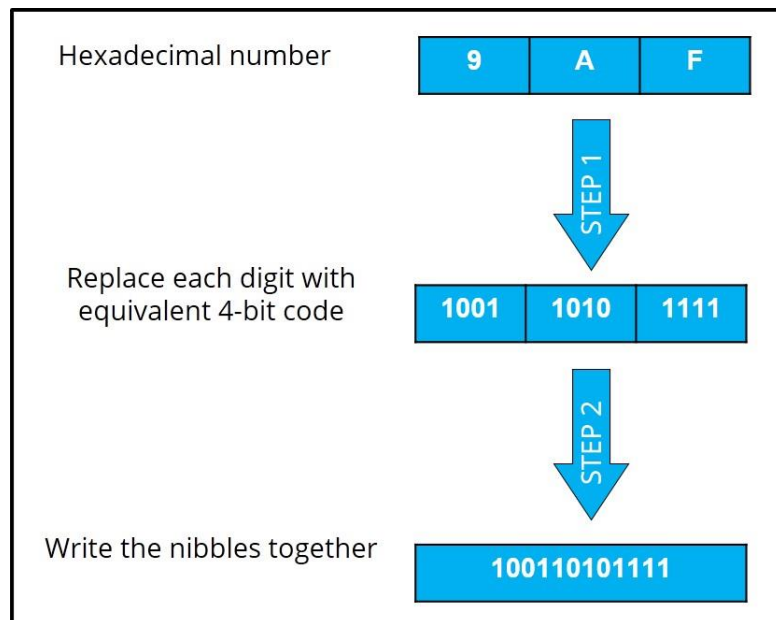 Hexadecimal number
9 A F
STEP 1
Replace each digit with
equivalent 4-bit code
1001 1010 1111
STEP 2
Write the nibbles together
100110101111